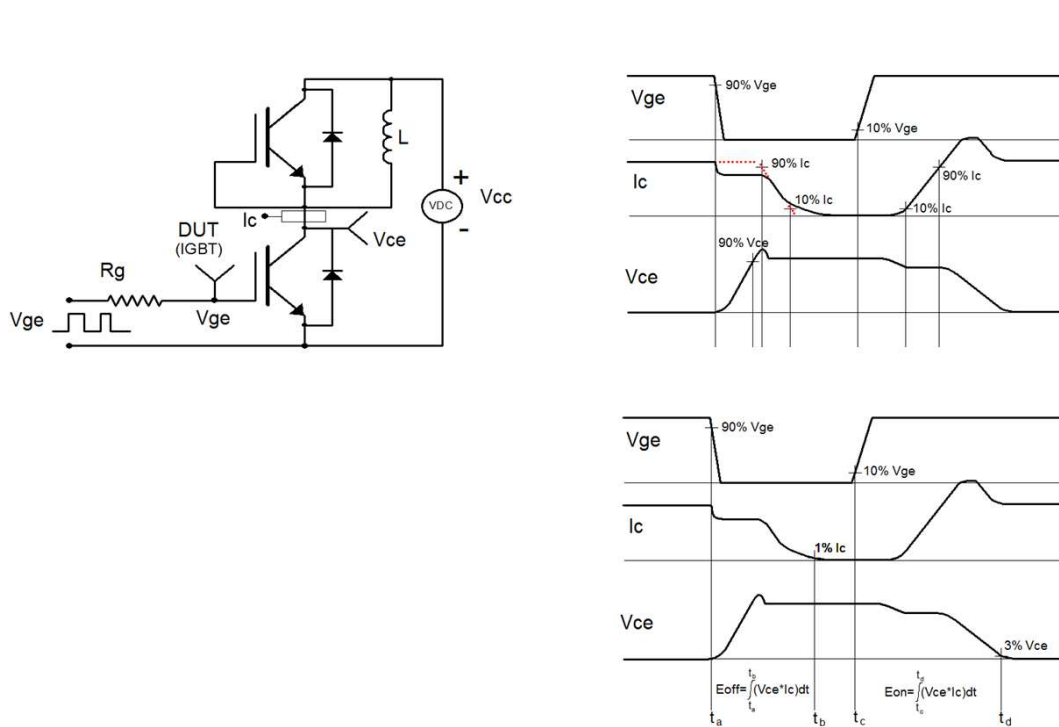 L
VDC
+
-
Vcc
Ic
DUT
(IGBT)
Vce
Rg
Vge
Vge
Vge
90% Vge
10% Vge
Ic
90% Ic
10% Ic
10% Ic
90% Ic
Vce
90% Vce
Vge
90% Vge
10% Vge
Ic
1% Ic
Vce
3% Vce
Eoff=∫(Vce*Ic)dt
tb
ta
Eon=∫(Vce*Ic)dt
ta tb tc td